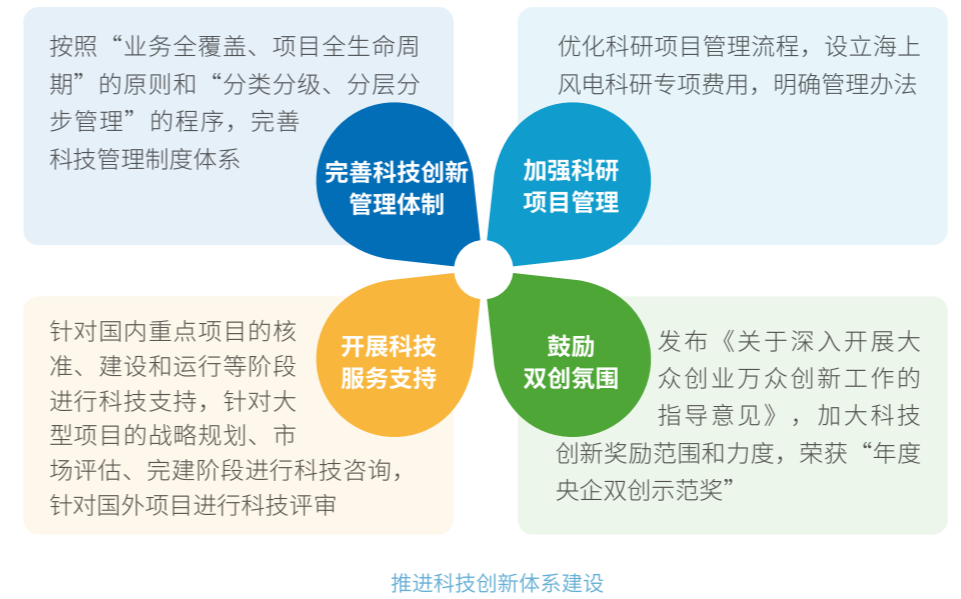 按照“业务全覆盖、项目全生命周
期”的原则和“分类分级、分层分
步管理”的程序，完善
科技管理制度体系
完善科技创新
管理体制
优化科研项目管理流程，设立海上
风电科研专项费用，明确管理办法
加强科研
项目管理
针对国内重点项目的核
准、建设和运行等阶段
进行科技支持，针对大
型项目的战略规划、市
场评估、完建阶段进行科技咨询，
针对国外项目进行科技评审
开展科技
服务支持
鼓励
双创氛围
发布《关于深入开展大
众创业万众创新工作的
指导意见》，加大科技
创新奖励范围和力度，荣获“年度
央企双创示范奖”
推进科技创新体系建设